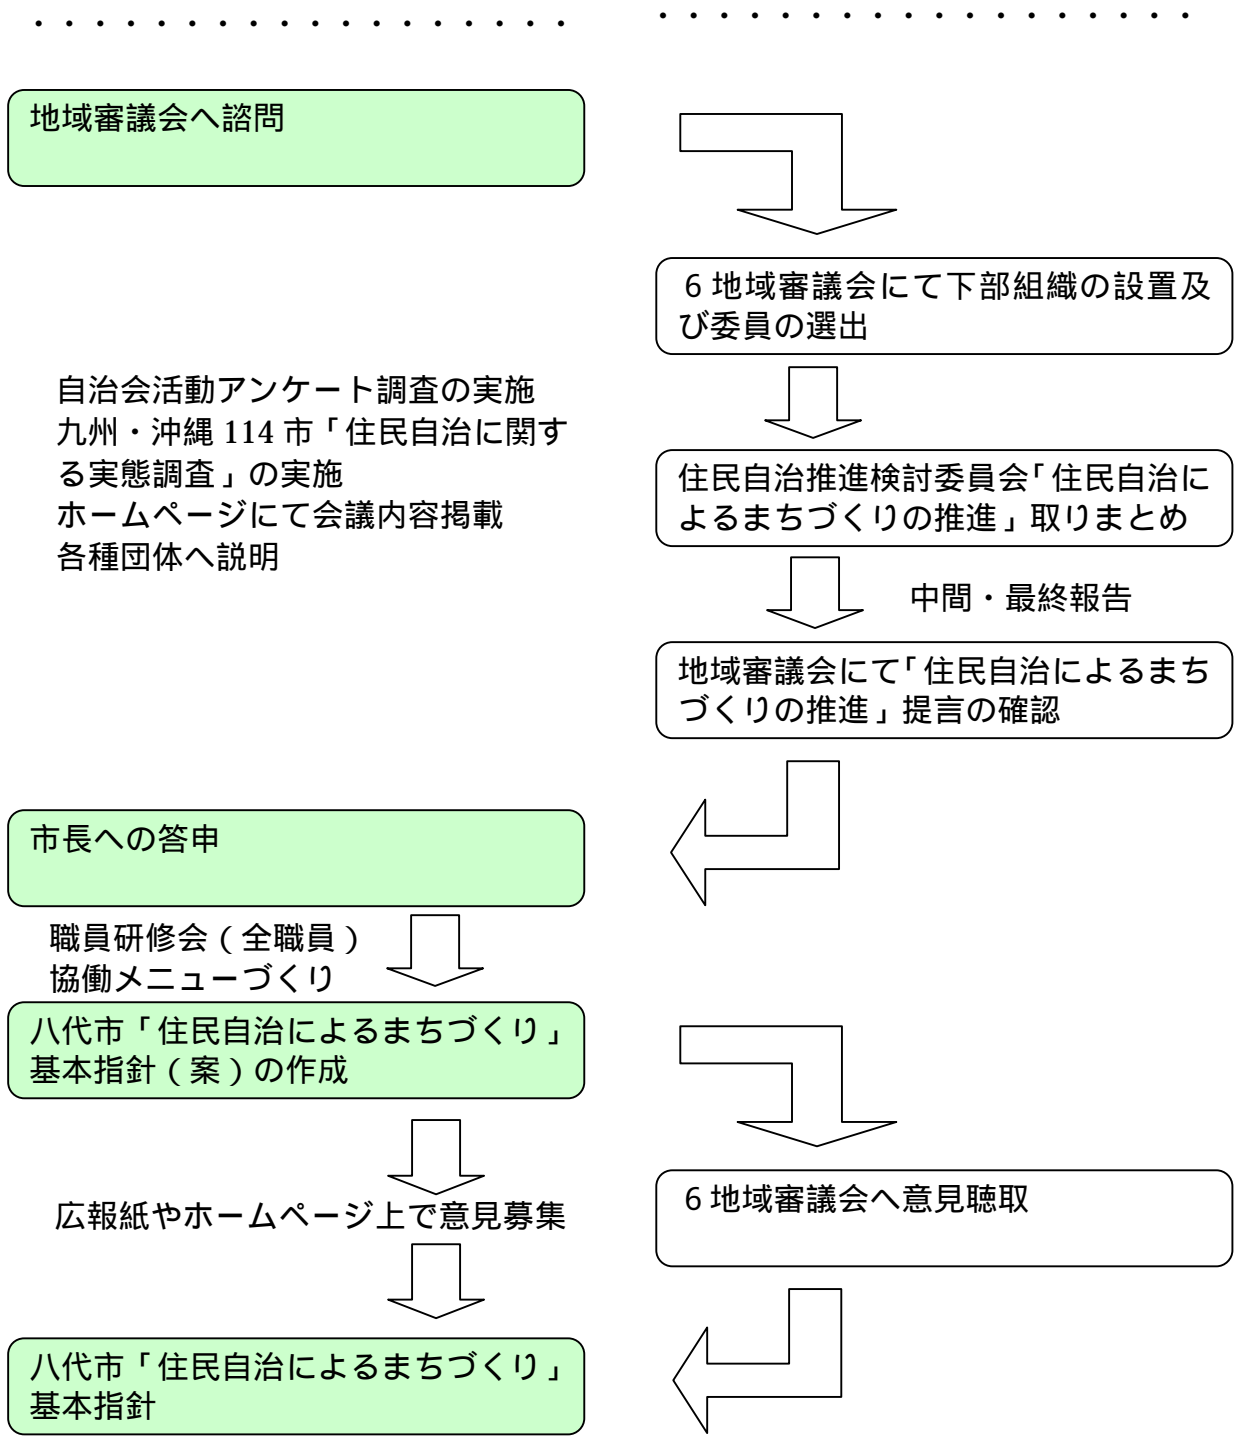 ・・・・・・・・・・・・・・・・・・
・・・・・・・・・・・・・・・・・・
地域審議会へ諮問
６地域審議会にて下部組織の設置及
び委員の選出
自治会活動アンケート調査の実施
九州・沖縄 114 市「住民自治に関す
る実態調査」の実施
ホームページにて会議内容掲載
各種団体へ説明
住民自治推進検討委員会「住民自治に
よるまちづくりの推進」取りまとめ
中間・最終報告
地域審議会にて「住民自治によるまち
づくりの推進」提言の確認
市長への答申
職員研修会（全職員）
協働メニューづくり
八代市「住民自治によるまちづくり」
基本指針（案）の作成
６地域審議会へ意見聴取
広報紙やホームページ上で意見募集
八代市「住民自治によるまちづくり」
基本指針